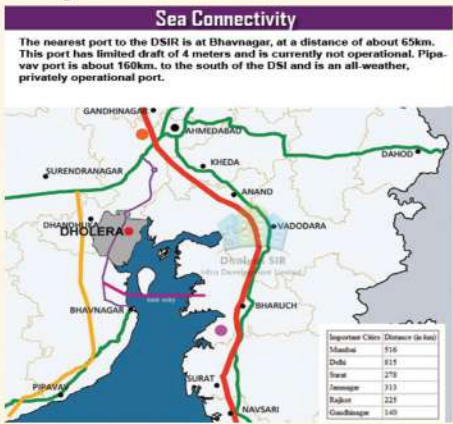 Sea Connectivity
The nearest port to the DSIR is at Bhavnagar, at a distance of about 65km.
This port has limited draft of 4 meters and is currently not operational. Pipa-
vav port is about 160km. to the south of the DSI and is an all-weather,
privately operational port.
GANDHINAGAR
AHMEDABAD
DAHOD
KHEDA
SURENDRANAGAR
ANAND
DHANDHUKA
DHOLERA
VADODARA
Dholera SIR
Infra Development Limited
BHAVNAGAR
BHARUCH
Important Cities Distance (in km)
Mumbai 516
Delhi 815
Surat 278
Jamnagar 313
Rajkot 225
Gandhinagar 140
PIPAVAV
SURAT
NAVSARI